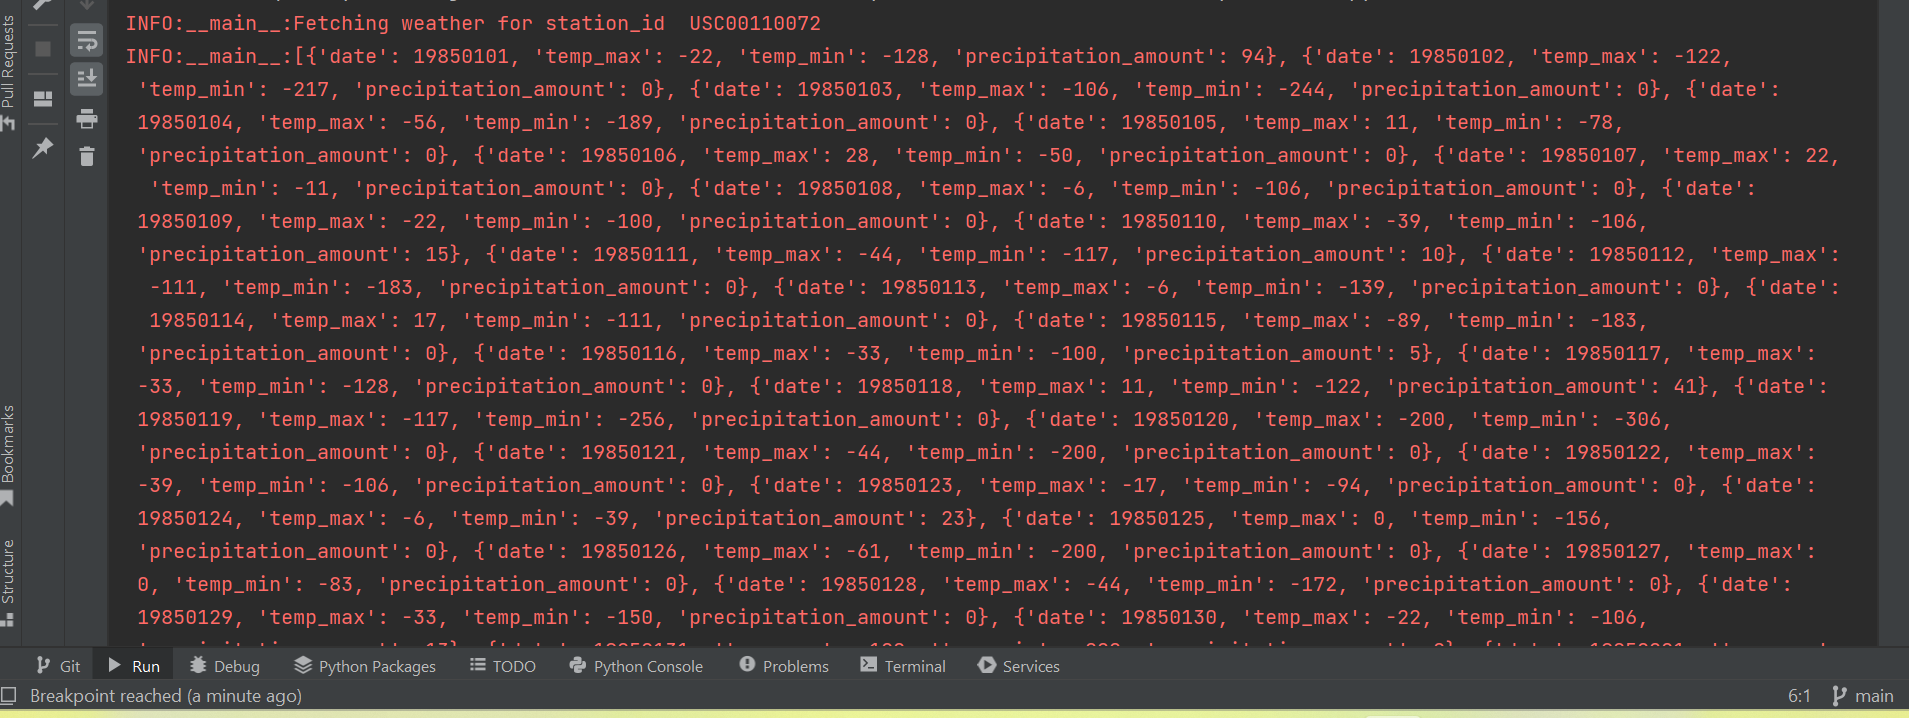 INFO:__main__:Fetching weather for station_id  USC00110072
INFO:__main__:[{'date': 19850101, 'temp_max': -22, 'temp_min': -128, 'precipitation_amount': 94}, {'date': 19850102, 'temp_max': -122,
'temp_min': -217, 'precipitation_amount': 0}, {'date': 19850103, 'temp_max': -106, 'temp_min': -244, 'precipitation_amount': 0}, {'date':
19850104, 'temp_max': -56, 'temp_min': -189, 'precipitation_amount': 0}, {'date': 19850105, 'temp_max': 11, 'temp_min': -78,
'precipitation_amount': 0}, {'date': 19850106, 'temp_max': 28, 'temp_min': -50, 'precipitation_amount': 0}, {'date': 19850107, 'temp_max': 22,
'temp_min': -11, 'precipitation_amount': 0}, {'date': 19850108, 'temp_max': -6, 'temp_min': -106, 'precipitation_amount': 0}, {'date':
19850109, 'temp_max': -22, 'temp_min': -100, 'precipitation_amount': 0}, {'date': 19850110, 'temp_max': -39, 'temp_min': -106,
'precipitation_amount': 15}, {'date': 19850111, 'temp_max': -44, 'temp_min': -117, 'precipitation_amount': 10}, {'date': 19850112, 'temp_max':
-111, 'temp_min': -183, 'precipitation_amount': 0}, {'date': 19850113, 'temp_max': -6, 'temp_min': -139, 'precipitation_amount': 0}, {'date':
19850114, 'temp_max': 17, 'temp_min': -111, 'precipitation_amount': 0}, {'date': 19850115, 'temp_max': -89, 'temp_min': -183,
'precipitation_amount': 0}, {'date': 19850116, 'temp_max': -33, 'temp_min': -100, 'precipitation_amount': 5}, {'date': 19850117, 'temp_max':
-33, 'temp_min': -128, 'precipitation_amount': 0}, {'date': 19850118, 'temp_max': 11, 'temp_min': -122, 'precipitation_amount': 41}, {'date':
19850119, 'temp_max': -117, 'temp_min': -256, 'precipitation_amount': 0}, {'date': 19850120, 'temp_max': -200, 'temp_min': -306,
'precipitation_amount': 0}, {'date': 19850121, 'temp_max': -44, 'temp_min': -200, 'precipitation_amount': 0}, {'date': 19850122, 'temp_max':
-39, 'temp_min': -106, 'precipitation_amount': 0}, {'date': 19850123, 'temp_max': -17, 'temp_min': -94, 'precipitation_amount': 0}, {'date':
19850124, 'temp_max': -6, 'temp_min': -39, 'precipitation_amount': 23}, {'date': 19850125, 'temp_max': 0, 'temp_min': -156,
'precipitation_amount': 0}, {'date': 19850126, 'temp_max': -61, 'temp_min': -200, 'precipitation_amount': 0}, {'date': 19850127, 'temp_max':
0, 'temp_min': -83, 'precipitation_amount': 0}, {'date': 19850128, 'temp_max': -44, 'temp_min': -172, 'precipitation_amount': 0}, {'date':
19850129, 'temp_max': -33, 'temp_min': -150, 'precipitation_amount': 0}, {'date': 19850130, 'temp_max': -22, 'temp_min': -106,
Pull Requests
Bookmarks
Structure
Git Run Debug Python Packages TODO Python Console Problems Terminal Services
Breakpoint reached (a minute ago) 6:1 main